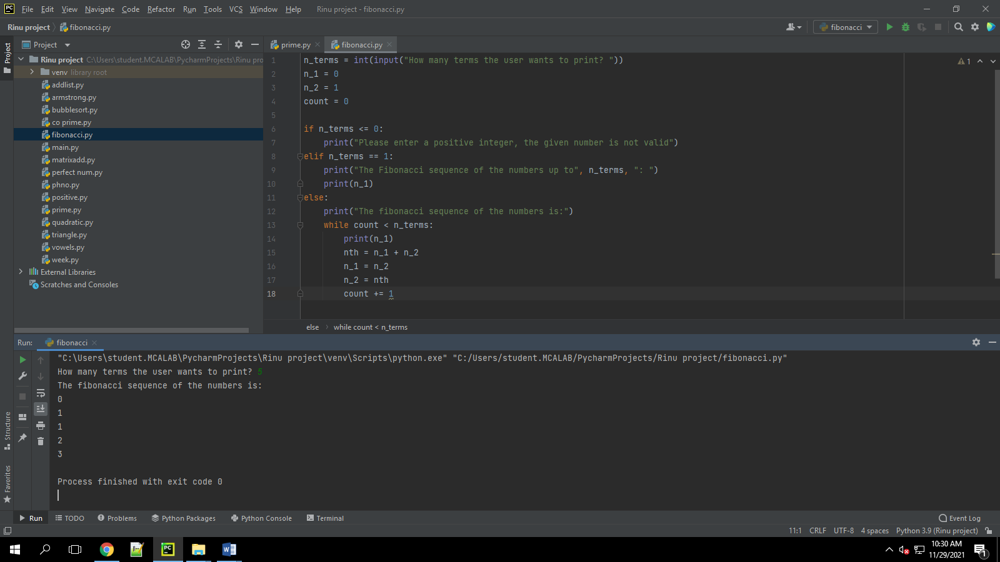 PC File Edit View Navigate Code Refactor Run Tools VCS Window Help Rinu project - fibonacci.py
Rinu project fibonacci.py fibonacci
Project
Project
prime.py fibonacci.py
Rinu project C:\Users\student.MCALAB\PycharmProjects\Rinu pro
venv library root
addlist.py
armstrong.py
bubblesort.py
co prime.py
fibonacci.py
main.py
matrixadd.py
perfect num.py
phno.py
positive.py
prime.py
quadratic.py
triangle.py
vowels.py
week.py
External Libraries
Scratches and Consoles
1 n_terms = int(input("How many terms the user wants to print? "))
2 n_1 = 0
3 n_2 = 1
4 count = 0
5
6 if n_terms <= 0:
7 print("Please enter a positive integer, the given number is not valid")
8 elif n_terms == 1:
9 print("The Fibonacci sequence of the numbers up to", n_terms, ": ")
10 print(n_1)
11 else:
12 print("The fibonacci sequence of the numbers is:")
13 while count < n_terms:
14 print(n_1)
15 nth = n_1 + n_2
16 n_1 = n_2
17 n_2 = nth
18 count += 1
1
else while count < n_terms
Run: fibonacci
"C:\Users\student.MCALAB\PycharmProjects\Rinu project\venv\Scripts\python.exe" "C:/Users/student.MCALAB/PycharmProjects/Rinu project/fibonacci.py"
How many terms the user wants to print? 5
The fibonacci sequence of the numbers is:
0
1
1
2
3
Process finished with exit code 0
Structure
Favorites
Run TODO Problems Python Packages Python Console Terminal Event Log
11:1 CRLF UTF-8 4 spaces Python 3.9 (Rinu project)
PC
W
10:30 AM
11/29/2021
1